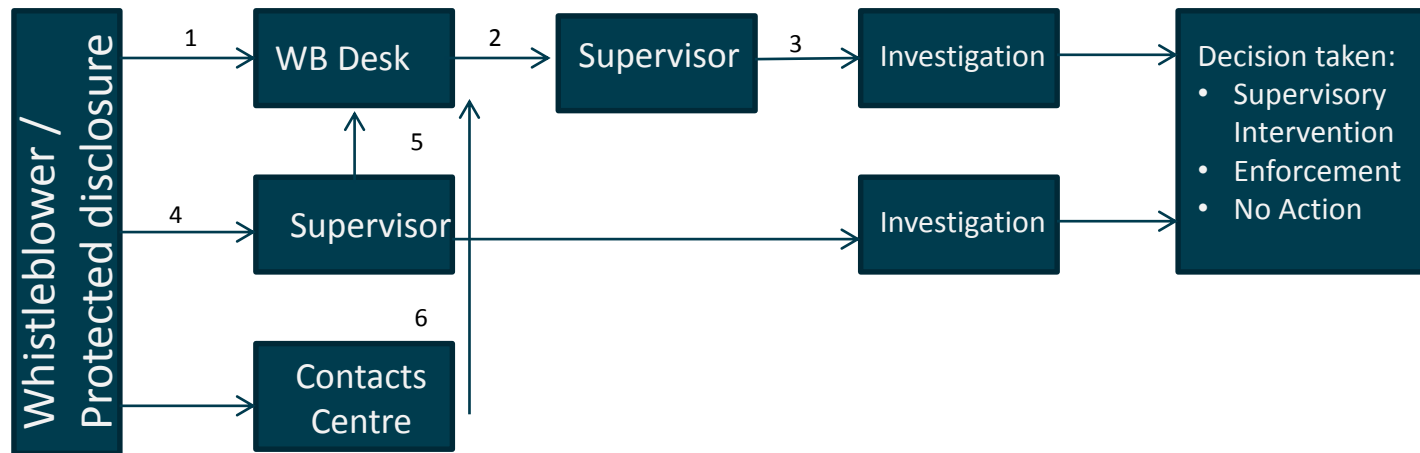 Whistleblower /
Protected disclosure
1
WB Desk
2
Supervisor
3
Investigation
Decision taken:
• Supervisory
Intervention
• Enforcement
• No Action
4
Supervisor
5
Investigation
6
Contacts
Centre